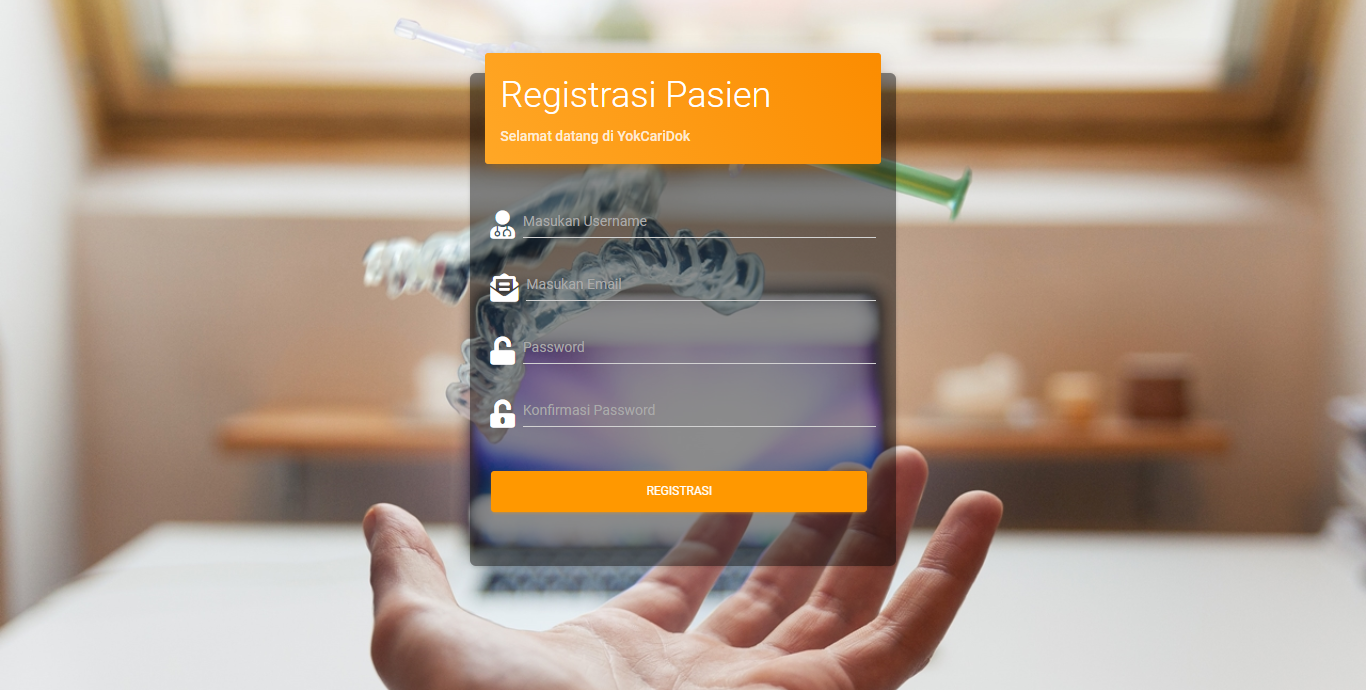 Registrasi Pasien
Selamat datang di YokCariDok
Masukan Username
Masukan Email
Password
Konfirmasi Password
REGISTRASI